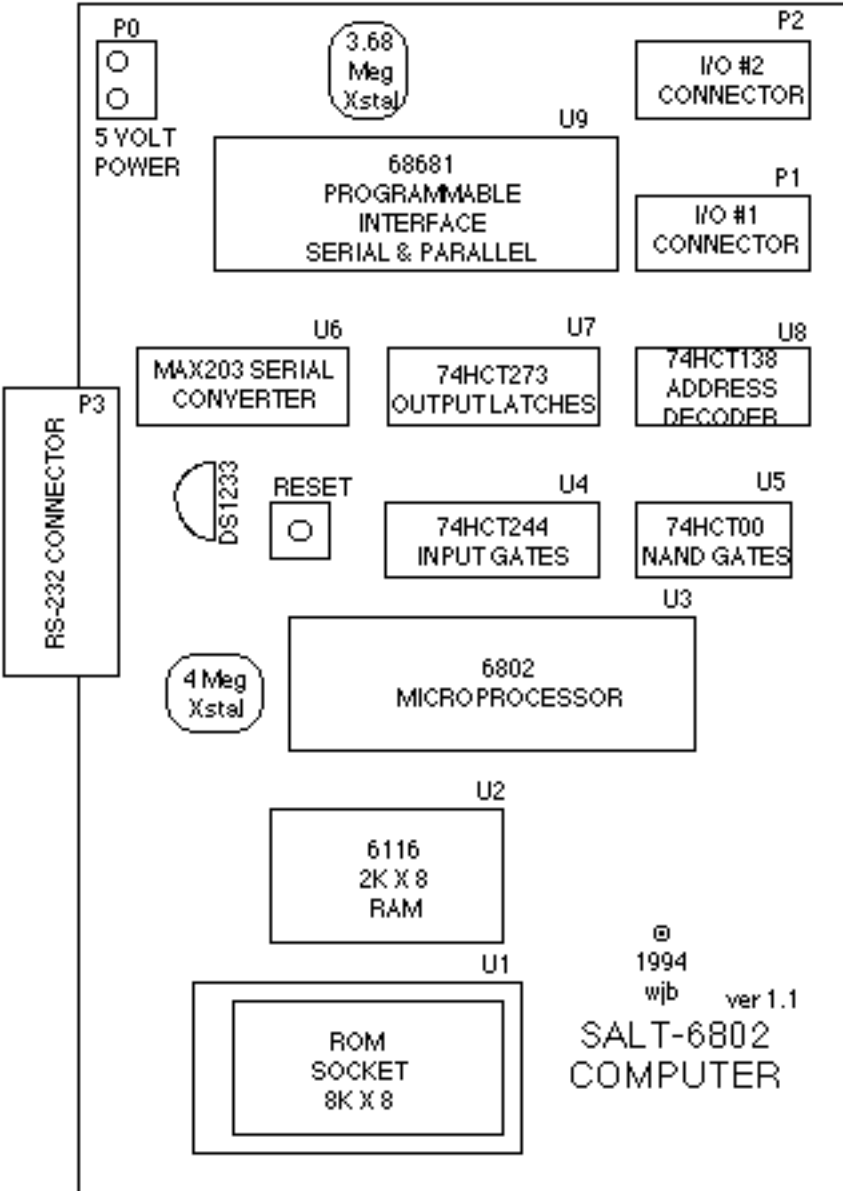 P0
5 VOLT
POWER
3.68
Meg
Xstal
P2
I/O #2
CONNECTOR
U9
68681
PROGRAMMABLE
INTERFACE
SERIAL & PARALLEL
P1
I/O #1
CONNECTOR
U6
MAX203 SERIAL
CONVERTER
U7
74HCT273
OUTPUT LATCHES
U8
74HCT138
ADDRESS
DECODER
P3
RS-232 CONNECTOR
DS1233
RESET
U4
74HCT244
INPUT GATES
U5
74HCT00
NAND GATES
U3
6802
MICROPROCESSOR
4 Meg
Xstal
U2
6116
2K X 8
RAM
U1
ROM
SOCKET
8K X 8
1994
wjb
ver 1.1
SALT-6802
COMPUTER